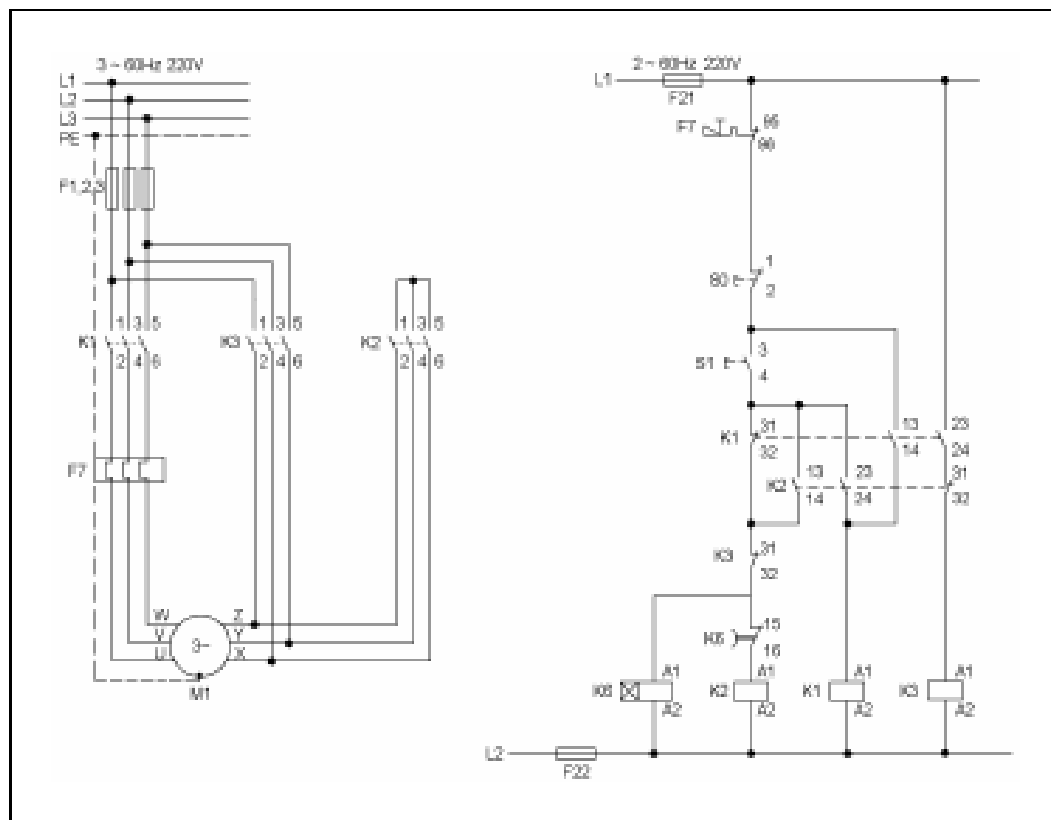 3 ~ 60Hz 220V
L1
L2
L3
PE
F1,2,3
1 3 5
K1
2 4 6
1 3 5
K3
2 4 6
1 3 5
K2
2 4 6
F7
W
V
U
3~
Z
Y
X
M1
2 ~ 60Hz 220V
L1
F21
F7
95
96
1
S0
2
3
S1
4
K1
31
32
13
14
23
24
K2
13
14
23
24
31
32
K3
31
32
K6
15
16
K6
A1
A2
K2
A1
A2
K1
A1
A2
K3
A1
A2
L2
F22